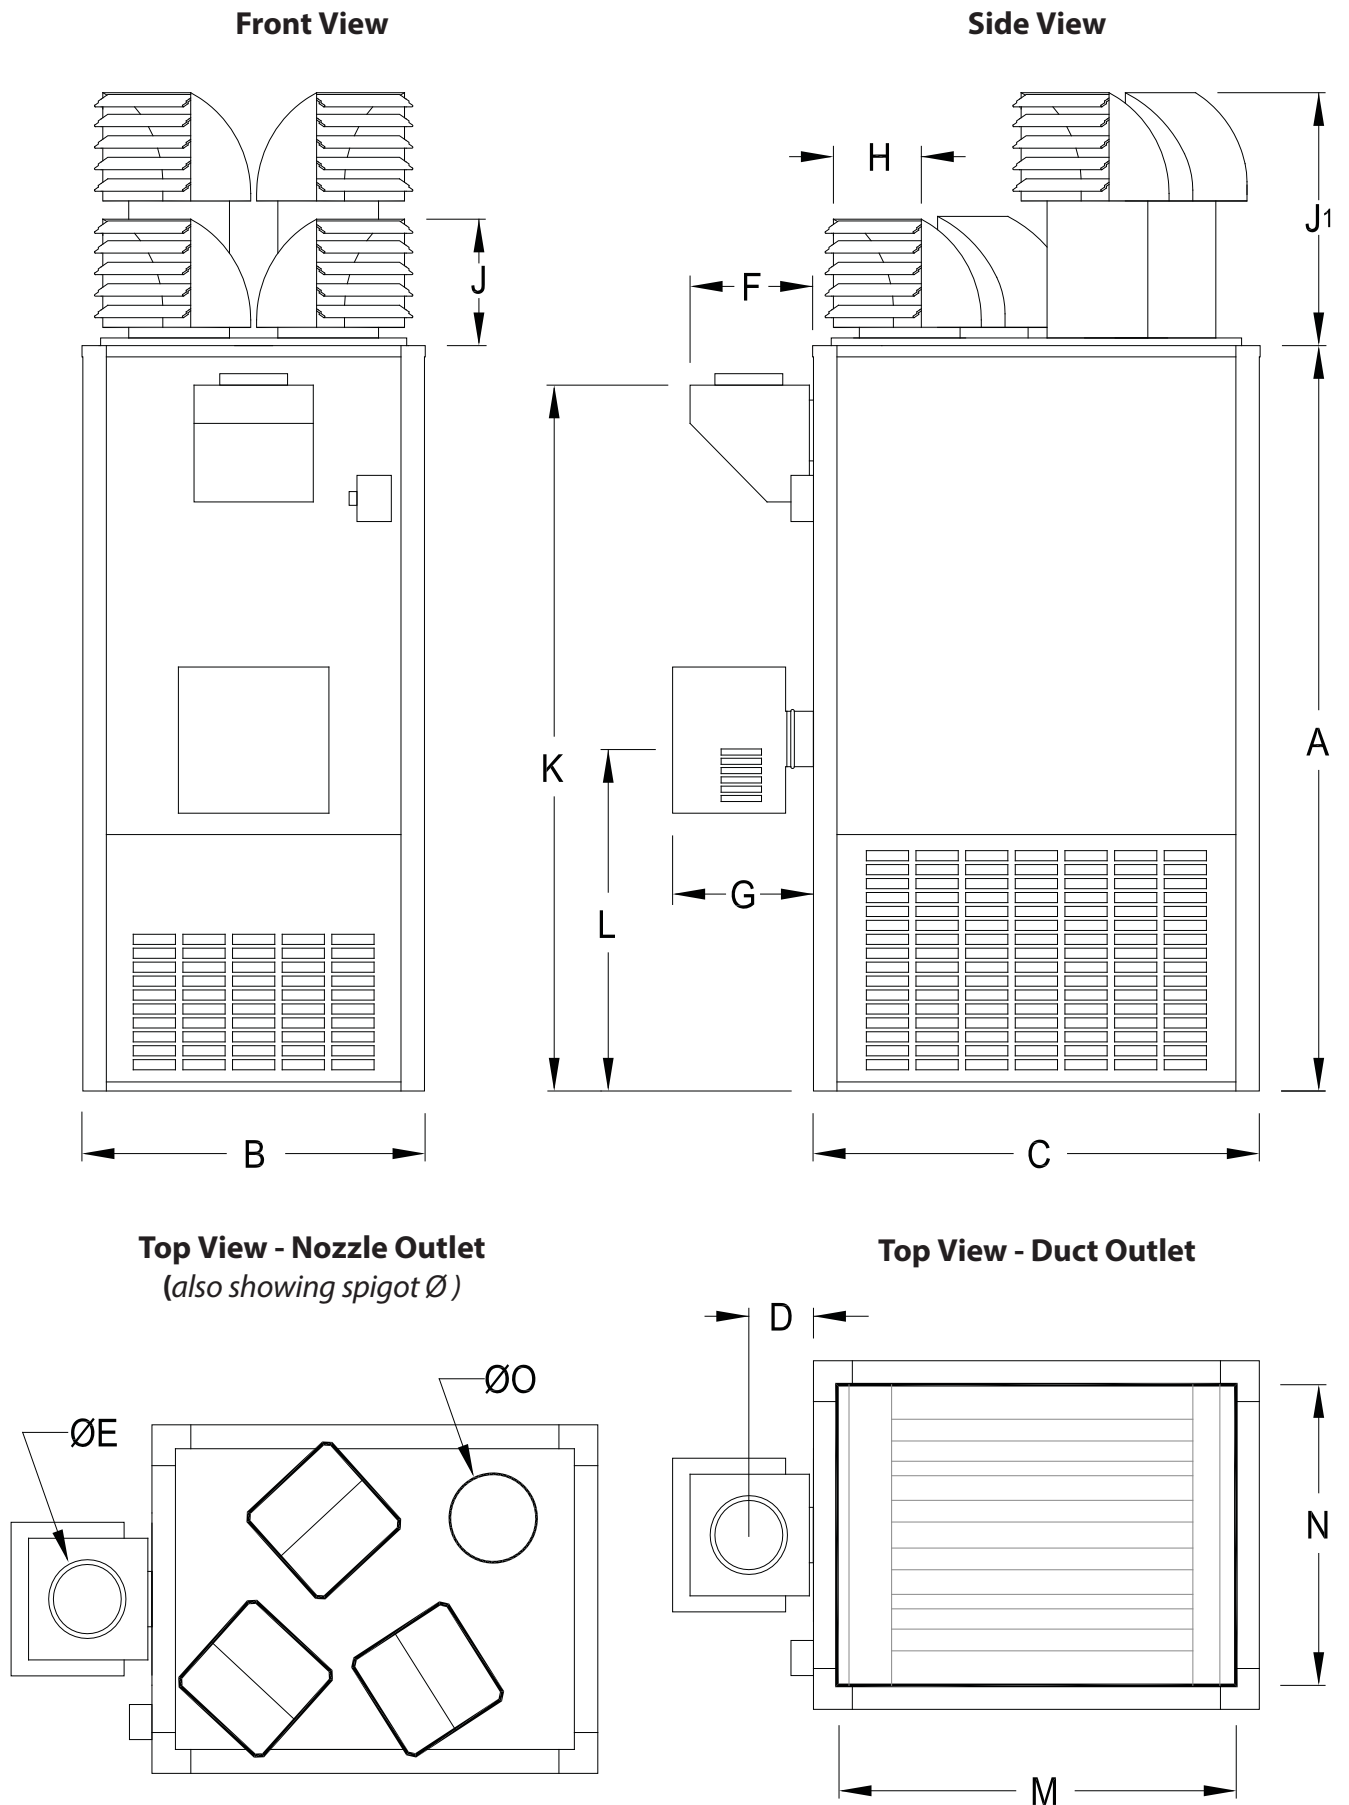 Front View
Side View
H
J1
F
J
A
K
G
L
B
C
Top View - Nozzle Outlet
(also showing spigot Ø )
Top View - Duct Outlet
D
ØO
ØE
N
M